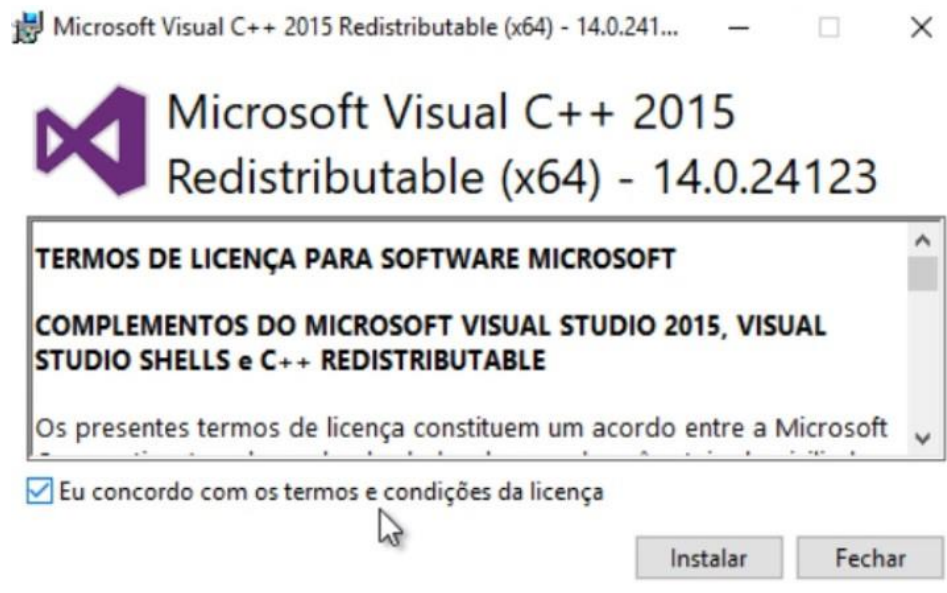 Microsoft Visual C++ 2015 Redistributable (x64) - 14.0.241...
Microsoft Visual C++ 2015
Redistributable (x64) - 14.0.24123
TERMOS DE LICENÇA PARA SOFTWARE MICROSOFT
COMPLEMENTOS DO MICROSOFT VISUAL STUDIO 2015, VISUAL
STUDIO SHELLS e C++ REDISTRIBUTABLE
Os presentes termos de licença constituem um acordo entre a Microsoft
Eu concordo com os termos e condições da licença
Instalar
Fechar